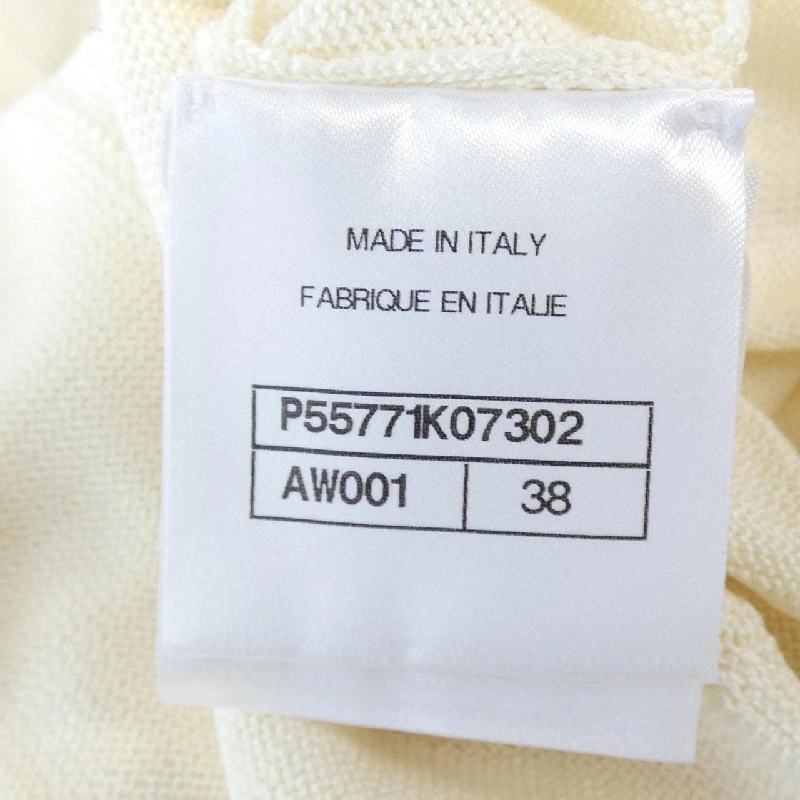 MADE IN ITALY
FABRIQUE EN ITALIE
P55771K07302
AW001 38